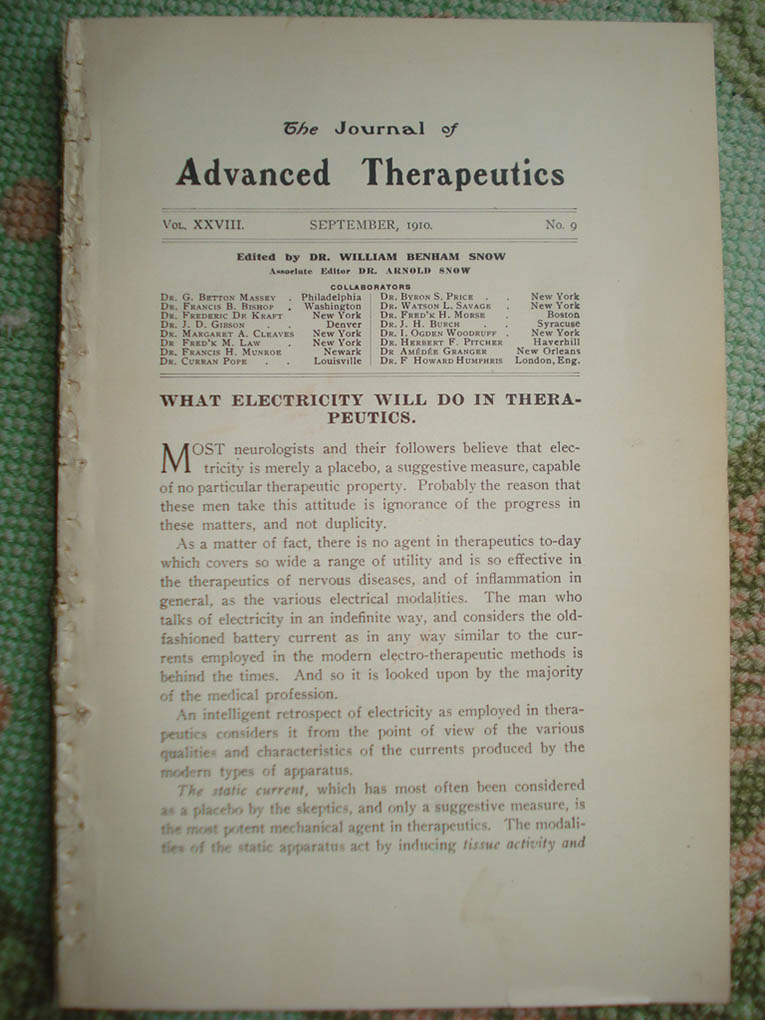 The Journal of
Advanced Therapeutics
VOL. XXVIII. SEPTEMBER, 1910. No. 9
Edited by DR. WILLIAM BENHAM SNOW
Associate Editor DR. ARNOLD SNOW
COLLABORATORS
DR. G. BETTON MASSEY . Philadelphia
DR. FRANCIS B. BISHOP . Washington
DR. FREDERIC DE KRAFT New York
DR. J. D. GIBSON . . Denver
DR. MARGARET A. CLEAVES New York
DR FRED'K M. LAW . New York
DR. FRANCIS H. MUNROE Newark
DR. CURRAN POPE . . Louisville
DR. BYRON S. PRICE . . New York
DR. WATSON L. SAVAGE . New York
DR. FRED'K H. MORSE . Boston
DR. J. H. BURCH . . Syracuse
DR. I. OGDEN WOODRUFF . New York
DR. HERBERT F. PITCHER Haverhill
DR AMÉDÉE GRANGER New Orleans
DR. F HOWARD HUMPHRIS London, Eng.
WHAT ELECTRICITY WILL DO IN THERA-
PEUTICS.
MOST neurologists and their followers believe that elec-
tricity is merely a placebo, a suggestive measure, capable
of no particular therapeutic property. Probably the reason that
these men take this attitude is ignorance of the progress in
these matters, and not duplicity.
As a matter of fact, there is no agent in therapeutics to-day
which covers so wide a range of utility and is so effective in
the therapeutics of nervous diseases, and of inflammation in
general, as the various electrical modalities. The man who
talks of electricity in an indefinite way, and considers the old-
fashioned battery current as in any way similar to the cur-
rents employed in the modern electro-therapeutic methods is
behind the times. And so it is looked upon by the majority
of the medical profession.
An intelligent retrospect of electricity as employed in thera-
peutics considers it from the point of view of the various
qualities and characteristics of the currents produced by the
modern types of apparatus.
The static current, which has most often been considered
as a placebo by the skeptics, and only a suggestive measure, is
the most potent mechanical agent in therapeutics. The modali-
ties of the static apparatus act by inducing tissue activity and